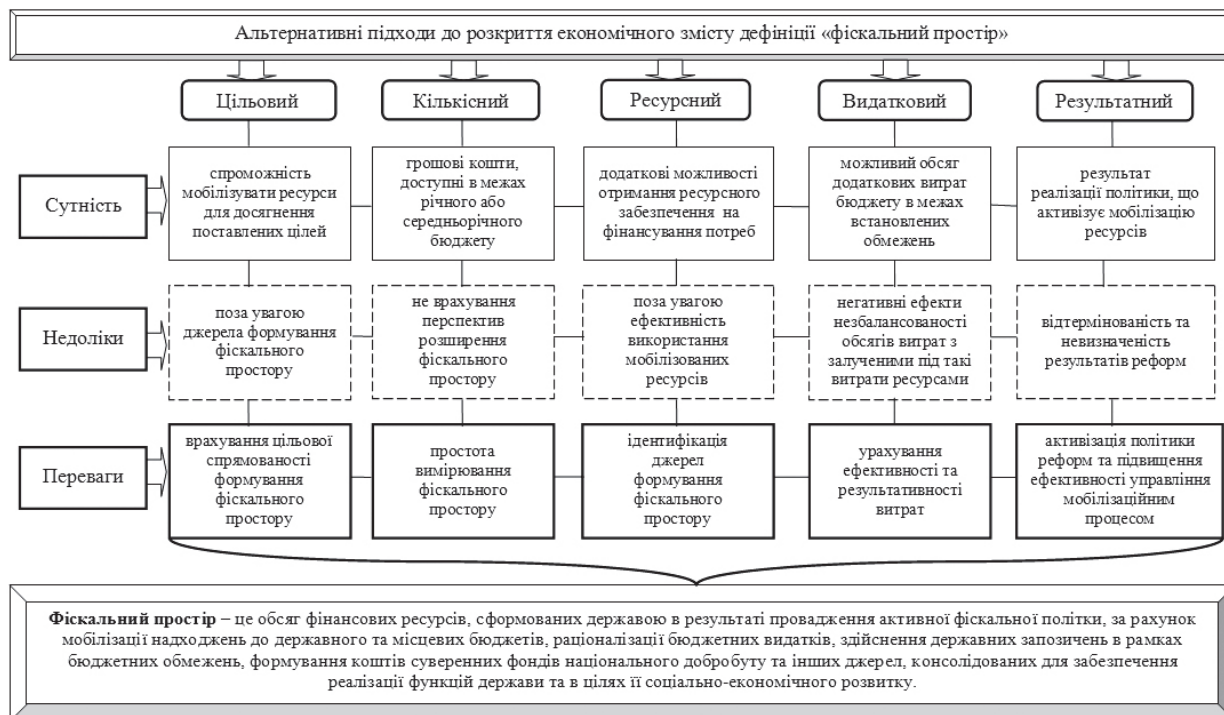 Альтернативні підходи до розкриття економічного змісту дефініції «фіскальний простір»
Цільовий
Кількісний
Ресурсний
Видатковий
Результатний
Сутність
спроможність
мобілізувати ресурси
для досягнення
поставлених цілей
грошові кошти,
доступні в межах
річного або
середньорічного
бюджету
додаткові можливості
отримання ресурсного
забезпечення на
фінансування потреб
можливий обсяг
додаткових витрат
бюджету в межах
встановлених
обмежень
результат
реалізації політики, що
активізує мобілізацію
ресурсів
Недоліки
поза увагою
джерела формування
фіскального
простору
не врахування
перспектив
розширення
фіскального
простору
поза увагою
ефективність
використання
мобілізованих
ресурсів
негативні ефекти
незбалансованості
обсягів витрат з
залученими під такі
витрати ресурсами
відтермінованість та
невизначеність
результатів реформ
Переваги
врахування цільової
спрямованості
формування
фіскального
простору
простота
вимірювання
фіскального
простору
ідентифікація
джерел
формування
фіскального
простору
урахування
ефективності та
результативності
витрат
активізація політики
реформ та підвищення
ефективності управління
мобілізаційним
процесом
Фіскальний простір – це обсяг фінансових ресурсів, сформованих державою в результаті провадження активної фіскальної політки, за рахунок
мобілізації надходжень до державного та місцевих бюджетів, раціоналізації бюджетних видатків, здійснення державних запозичень в рамках
бюджетних обмежень, формування коштів суверенних фондів національного добробуту та інших джерел, консолідованих для забезпечення
реалізації функцій держави та в цілях її соціально-економічного розвитку.